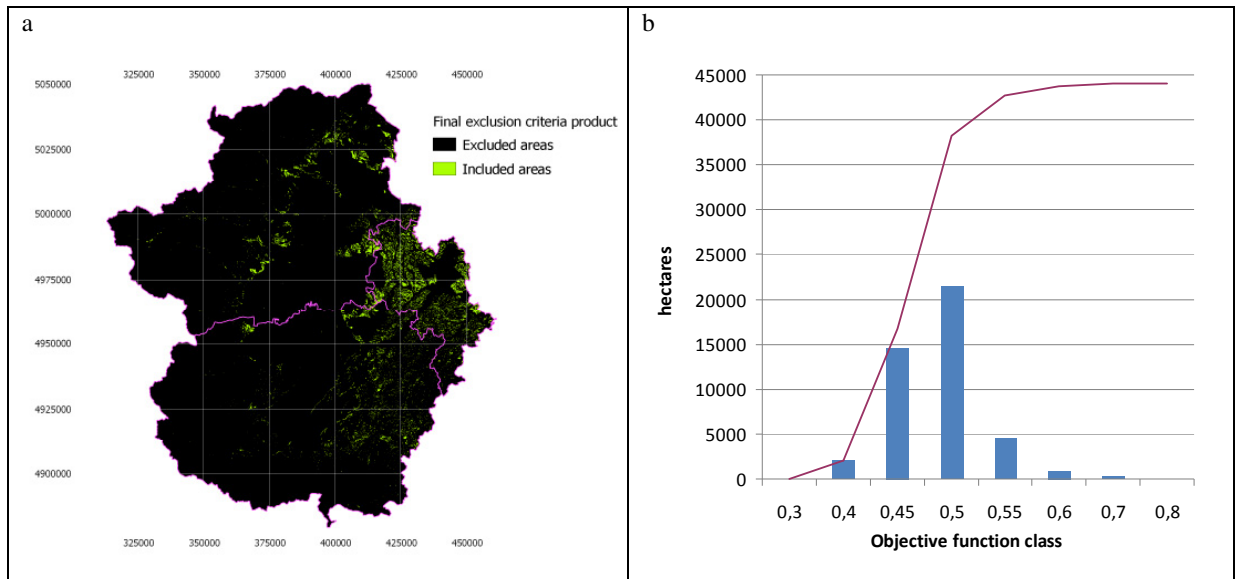 a
325000 350000 375000 400000 425000 450000
5050000
5025000
5000000
4975000
4950000
4925000
4900000
325000 350000 375000 400000 425000 450000
Final exclusion criteria product
Excluded areas
Included areas
b
45000
40000
35000
30000
25000
20000
15000
10000
5000
0
hectares
0,3 0,4 0,45 0,5 0,55 0,6 0,7 0,8
Objective function class